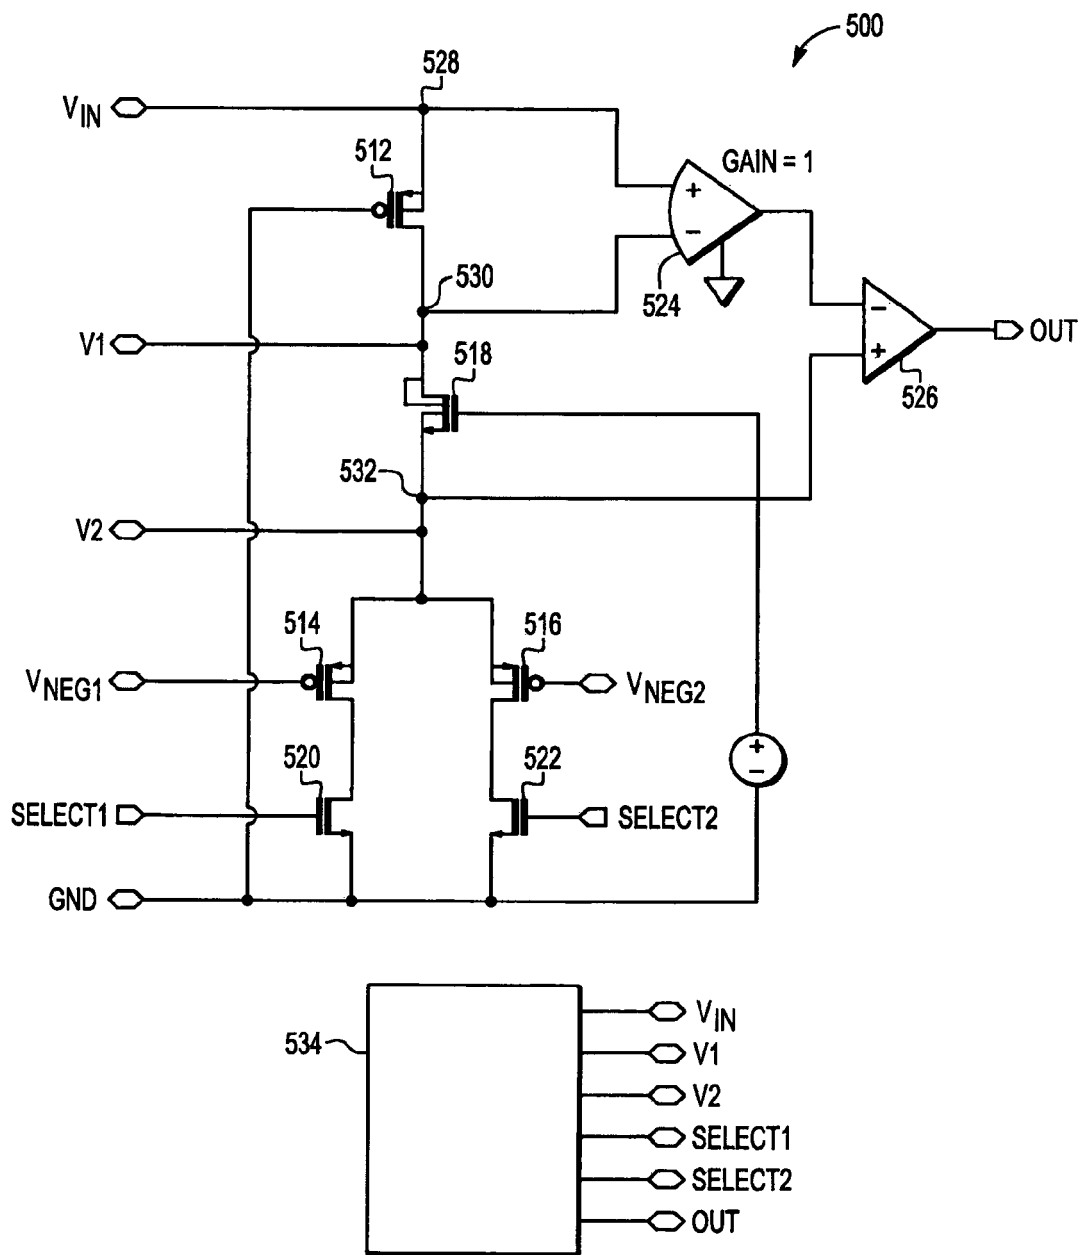 500
528
V_IN
512
GAIN = 1
+
−
530
524
−
V1
518
OUT
+
526
532
V2
514
516
V_NEG1
V_NEG2
520
522
+
−
SELECT1
SELECT2
GND
V_IN
534
V1
V2
SELECT1
SELECT2
OUT